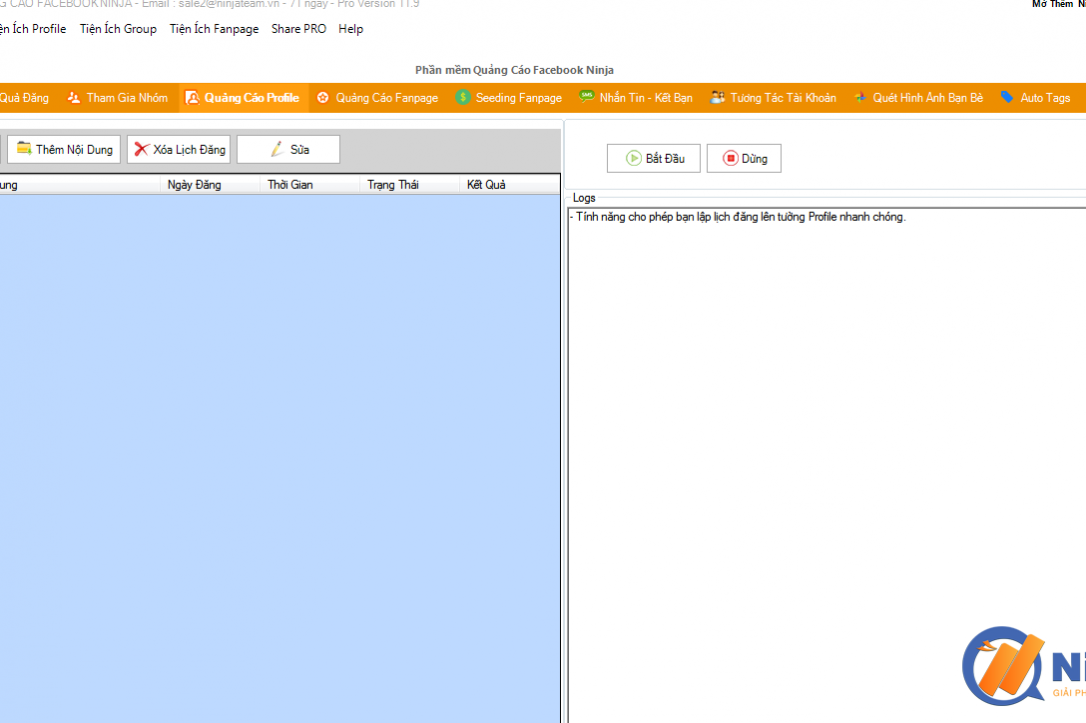 G CÁO FACEBOOK NINJA - Email : sale2@ninjateam.vn - 71 ngày - Pro Version 11.9
Mở Thêm Ni
ện Ích Profile Tiện Ích Group Tiện Ích Fanpage Share PRO Help
Phần mềm Quảng Cáo Facebook Ninja
Quả Đăng Tham Gia Nhóm Quảng Cáo Profile Quảng Cáo Fanpage Seeding Fanpage SMS Nhắn Tin - Kết Bạn Tương Tác Tài Khoản Quét Hình Ảnh Bạn Bè Auto Tags
Thêm Nội Dung Xóa Lịch Đăng Sửa
Bắt Đầu Dừng
ung Ngày Đăng Thời Gian Trạng Thái Kết Quả
Logs
- Tính năng cho phép bạn lập lịch đăng lên tường Profile nhanh chóng.
Ni
GIẢI PH